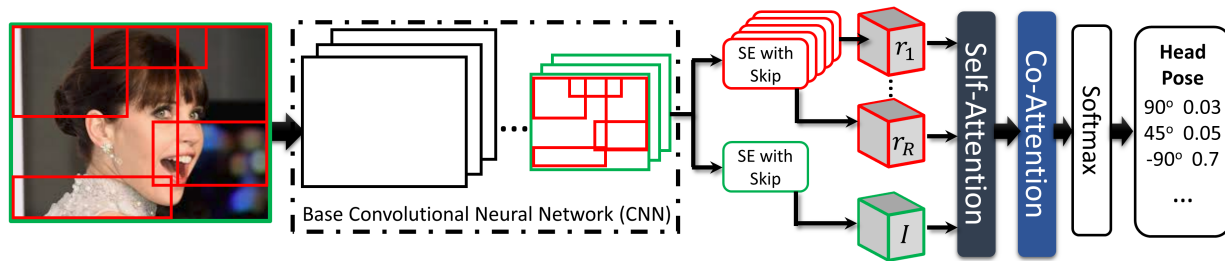 Base Convolutional Neural Network (CNN)
SE with
Skip
SE with
Skip
r₁
r_R
I
Self-Attention
Co-Attention
Softmax
Head
Pose
90° 0.03
45° 0.05
-90° 0.7
...